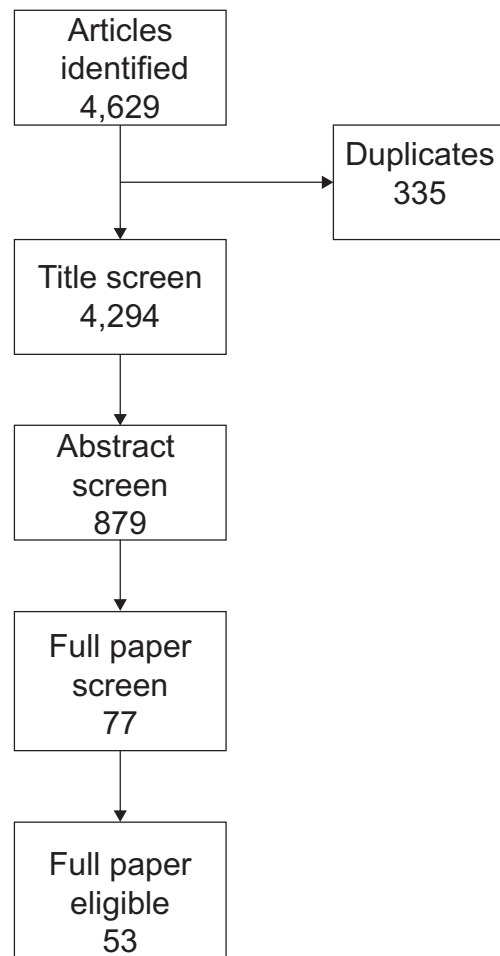 Articles
identified
4,629
Duplicates
335
Title screen
4,294
Abstract
screen
879
Full paper
screen
77
Full paper
eligible
53